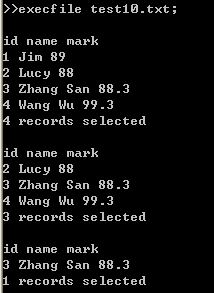 >>execfile test10.txt;
id name mark
1 Jim 89
2 Lucy 88
3 Zhang San 88.3
4 Wang Wu 99.3
4 records selected
id name mark
2 Lucy 88
3 Zhang San 88.3
4 Wang Wu 99.3
3 records selected
id name mark
3 Zhang San 88.3
1 records selected